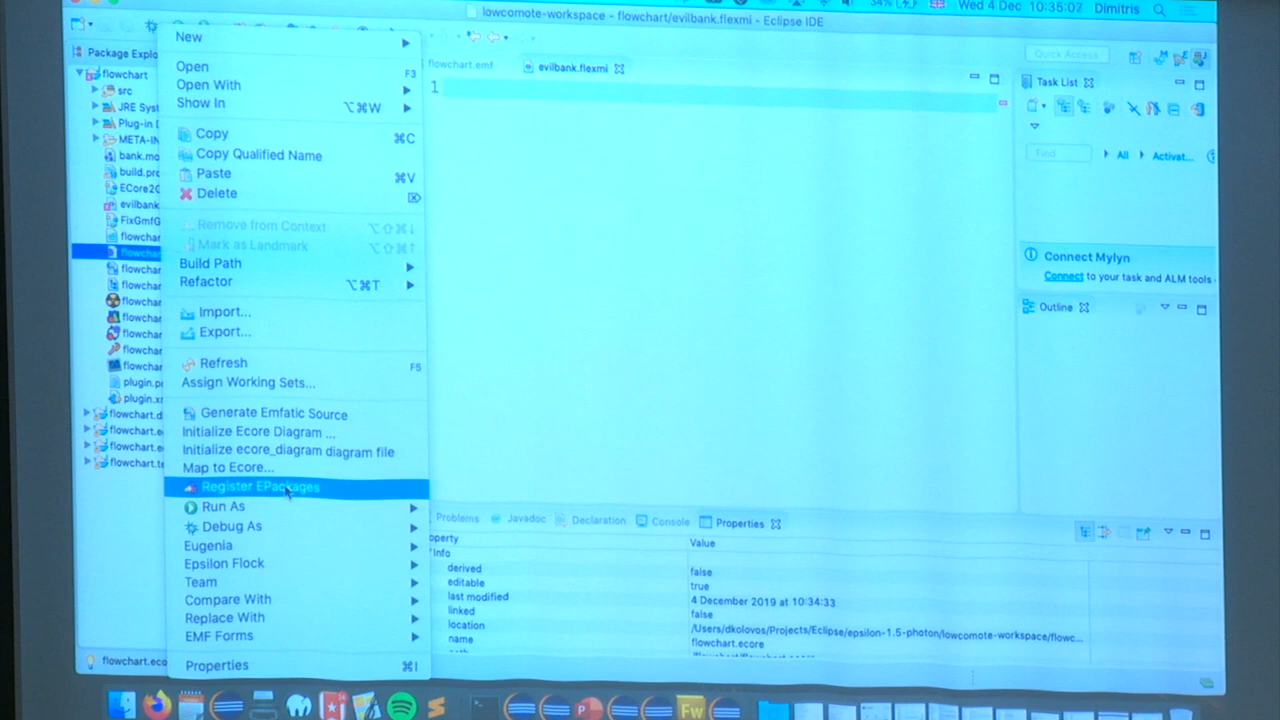 34%
Wed 4 Dec 10:35:07 Dimitris
lowcomote-workspace - flowchart/evilbank.flexmi - Eclipse IDE
Quick Access
Package Explo
flowchart
src
JRE Syst
Plug-in D
META-IN
bank.mo
build.pro
evilbank
flowchar
flowchar
flowchar
flowchar
flowchar
flowchar
flowchar
flowchar
flowchar
plugin.pr
plugin.xr
flowchart.d
flowchart.e
flowchart.e
flowchart.te
flowchart.eco
New
Open F3
Open With
Show In ⌥⌘W
Copy ⌘C
Copy Qualified Name
Paste ⌘V
Delete
Remove from Context ⌥⇧⌘↓
Mark as Landmark ⌥⇧⌘↑
Build Path
Refactor ⌥⌘T
Import...
Export...
Refresh F5
Assign Working Sets...
Generate Emfatic Source
Initialize Ecore Diagram ...
Initialize ecore_diagram diagram file
Map to Ecore...
Register EPackages
Run As
Debug As
Eugenia
Epsilon Flock
Team
Compare With
Replace With
EMF Forms
Properties ⌘I
flowchart.emf
evilbank.flexmi
1
Task List
Find
All
Activat...
Connect Mylyn
Connect to your task and ALM tools
Outline
Problems
Javadoc
Declaration
Console
Properties
operty Value
Info
derived false
editable true
last modified 4 December 2019 at 10:34:33
linked false
location /Users/dkolovos/Projects/Eclipse/epsilon-1.5-photon/lowcomote-workspace/flowc...
name flowchart.ecore
Fw